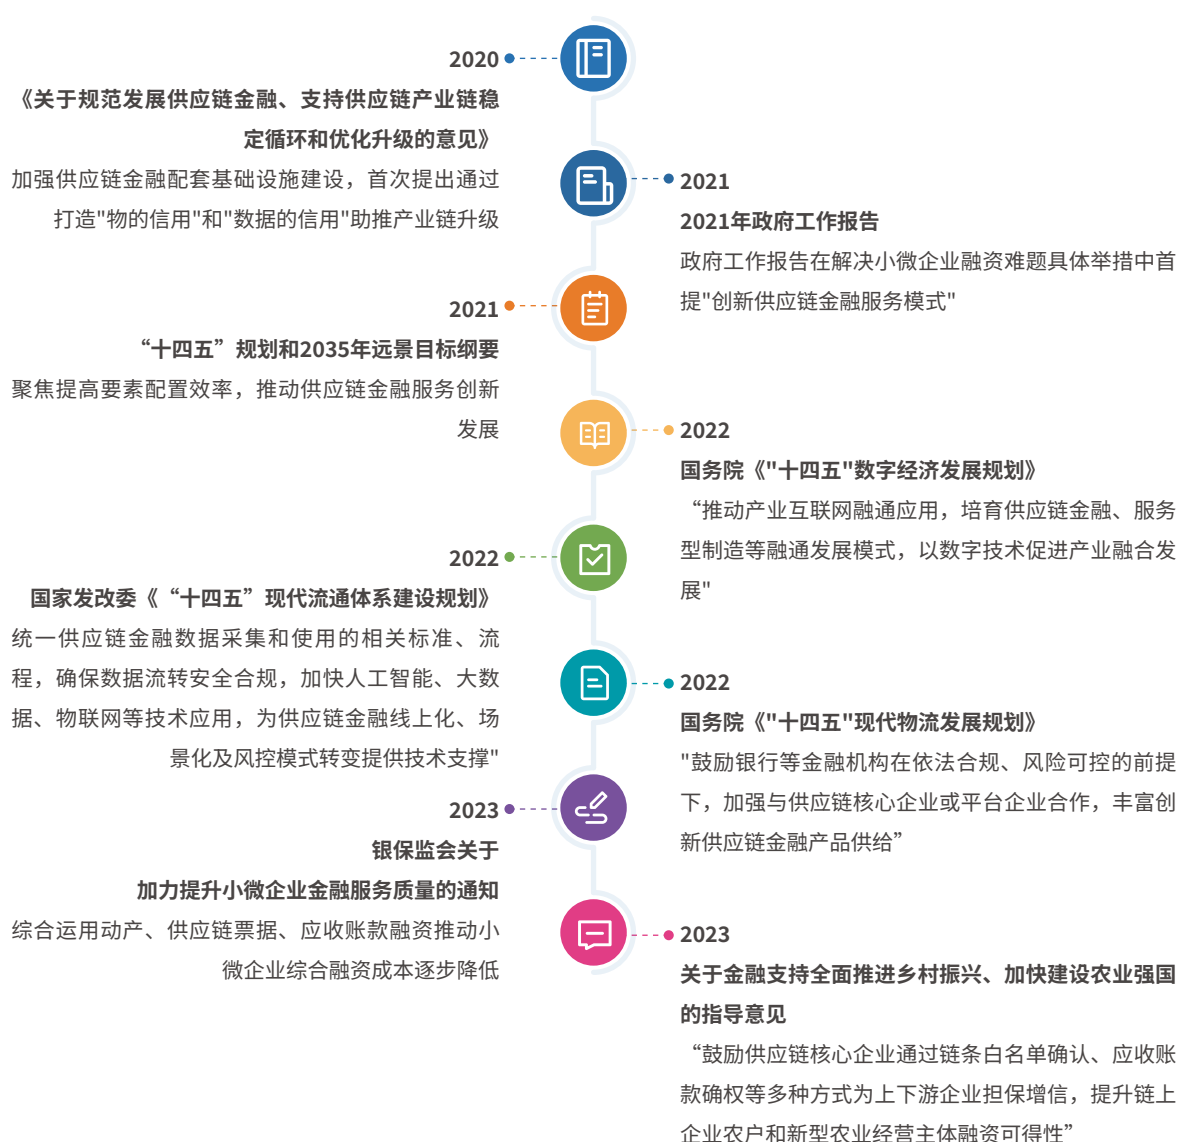 2020
《关于规范发展供应链金融、支持供应链产业链稳
定循环和优化升级的意见》
加强供应链金融配套基础设施建设，首次提出通过
打造"物的信用"和"数据的信用"助推产业链升级
2021
2021年政府工作报告
政府工作报告在解决小微企业融资难题具体举措中首
提"创新供应链金融服务模式"
2021
“十四五”规划和2035年远景目标纲要
聚焦提高要素配置效率，推动供应链金融服务创新
发展
2022
国务院《"十四五"数字经济发展规划》
“推动产业互联网融通应用，培育供应链金融、服务
型制造等融通发展模式，以数字技术促进产业融合发
展"
2022
国家发改委《“十四五”现代流通体系建设规划》
统一供应链金融数据采集和使用的相关标准、流
程，确保数据流转安全合规，加快人工智能、大数
据、物联网等技术应用，为供应链金融线上化、场
景化及风控模式转变提供技术支撑"
2022
国务院《"十四五"现代物流发展规划》
"鼓励银行等金融机构在依法合规、风险可控的前提
下，加强与供应链核心企业或平台企业合作，丰富创
新供应链金融产品供给”
2023
银保监会关于
加力提升小微企业金融服务质量的通知
综合运用动产、供应链票据、应收账款融资推动小
微企业综合融资成本逐步降低
2023
关于金融支持全面推进乡村振兴、加快建设农业强国
的指导意见
“鼓励供应链核心企业通过链条白名单确认、应收账
款确权等多种方式为上下游企业担保增信，提升链上
企业农户和新型农业经营主体融资可得性”